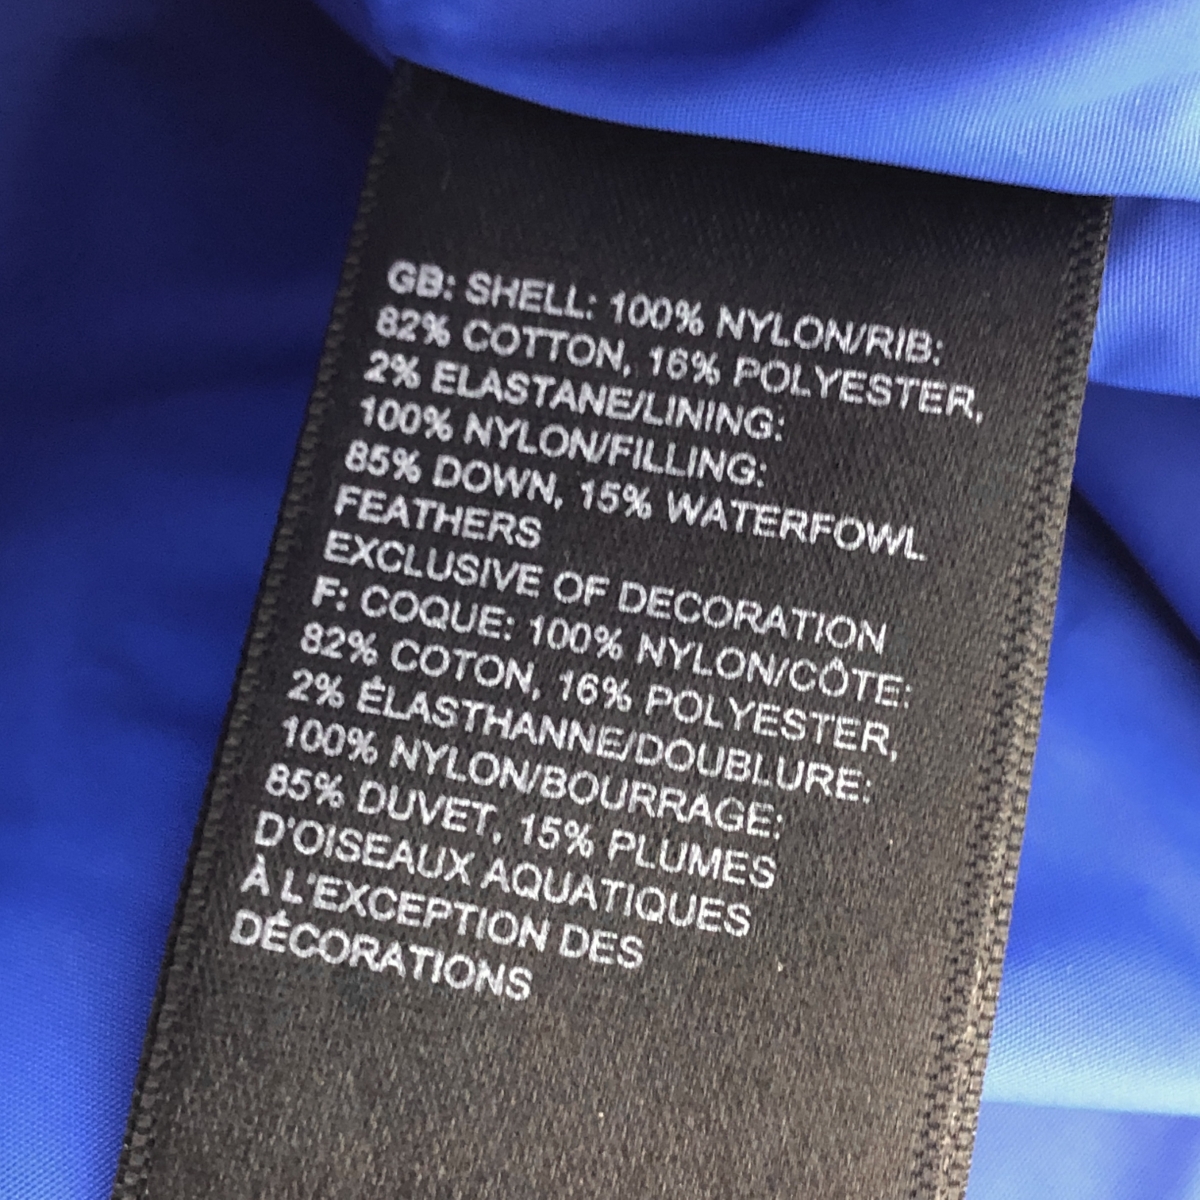 GB: SHELL: 100% NYLON/RIB:
82% COTTON, 16% POLYESTER,
2% ELASTANE/LINING:
100% NYLON/FILLING:
85% DOWN, 15% WATERFOWL
FEATHERS
EXCLUSIVE OF DECORATION
F: COQUE: 100% NYLON/CÔTE:
82% COTON, 16% POLYESTER,
2% ÉLASTHANNE/DOUBLURE:
100% NYLON/BOURRAGE:
85% DUVET, 15% PLUMES
D'OISEAUX AQUATIQUES
À L'EXCEPTION DES
DÉCORATIONS